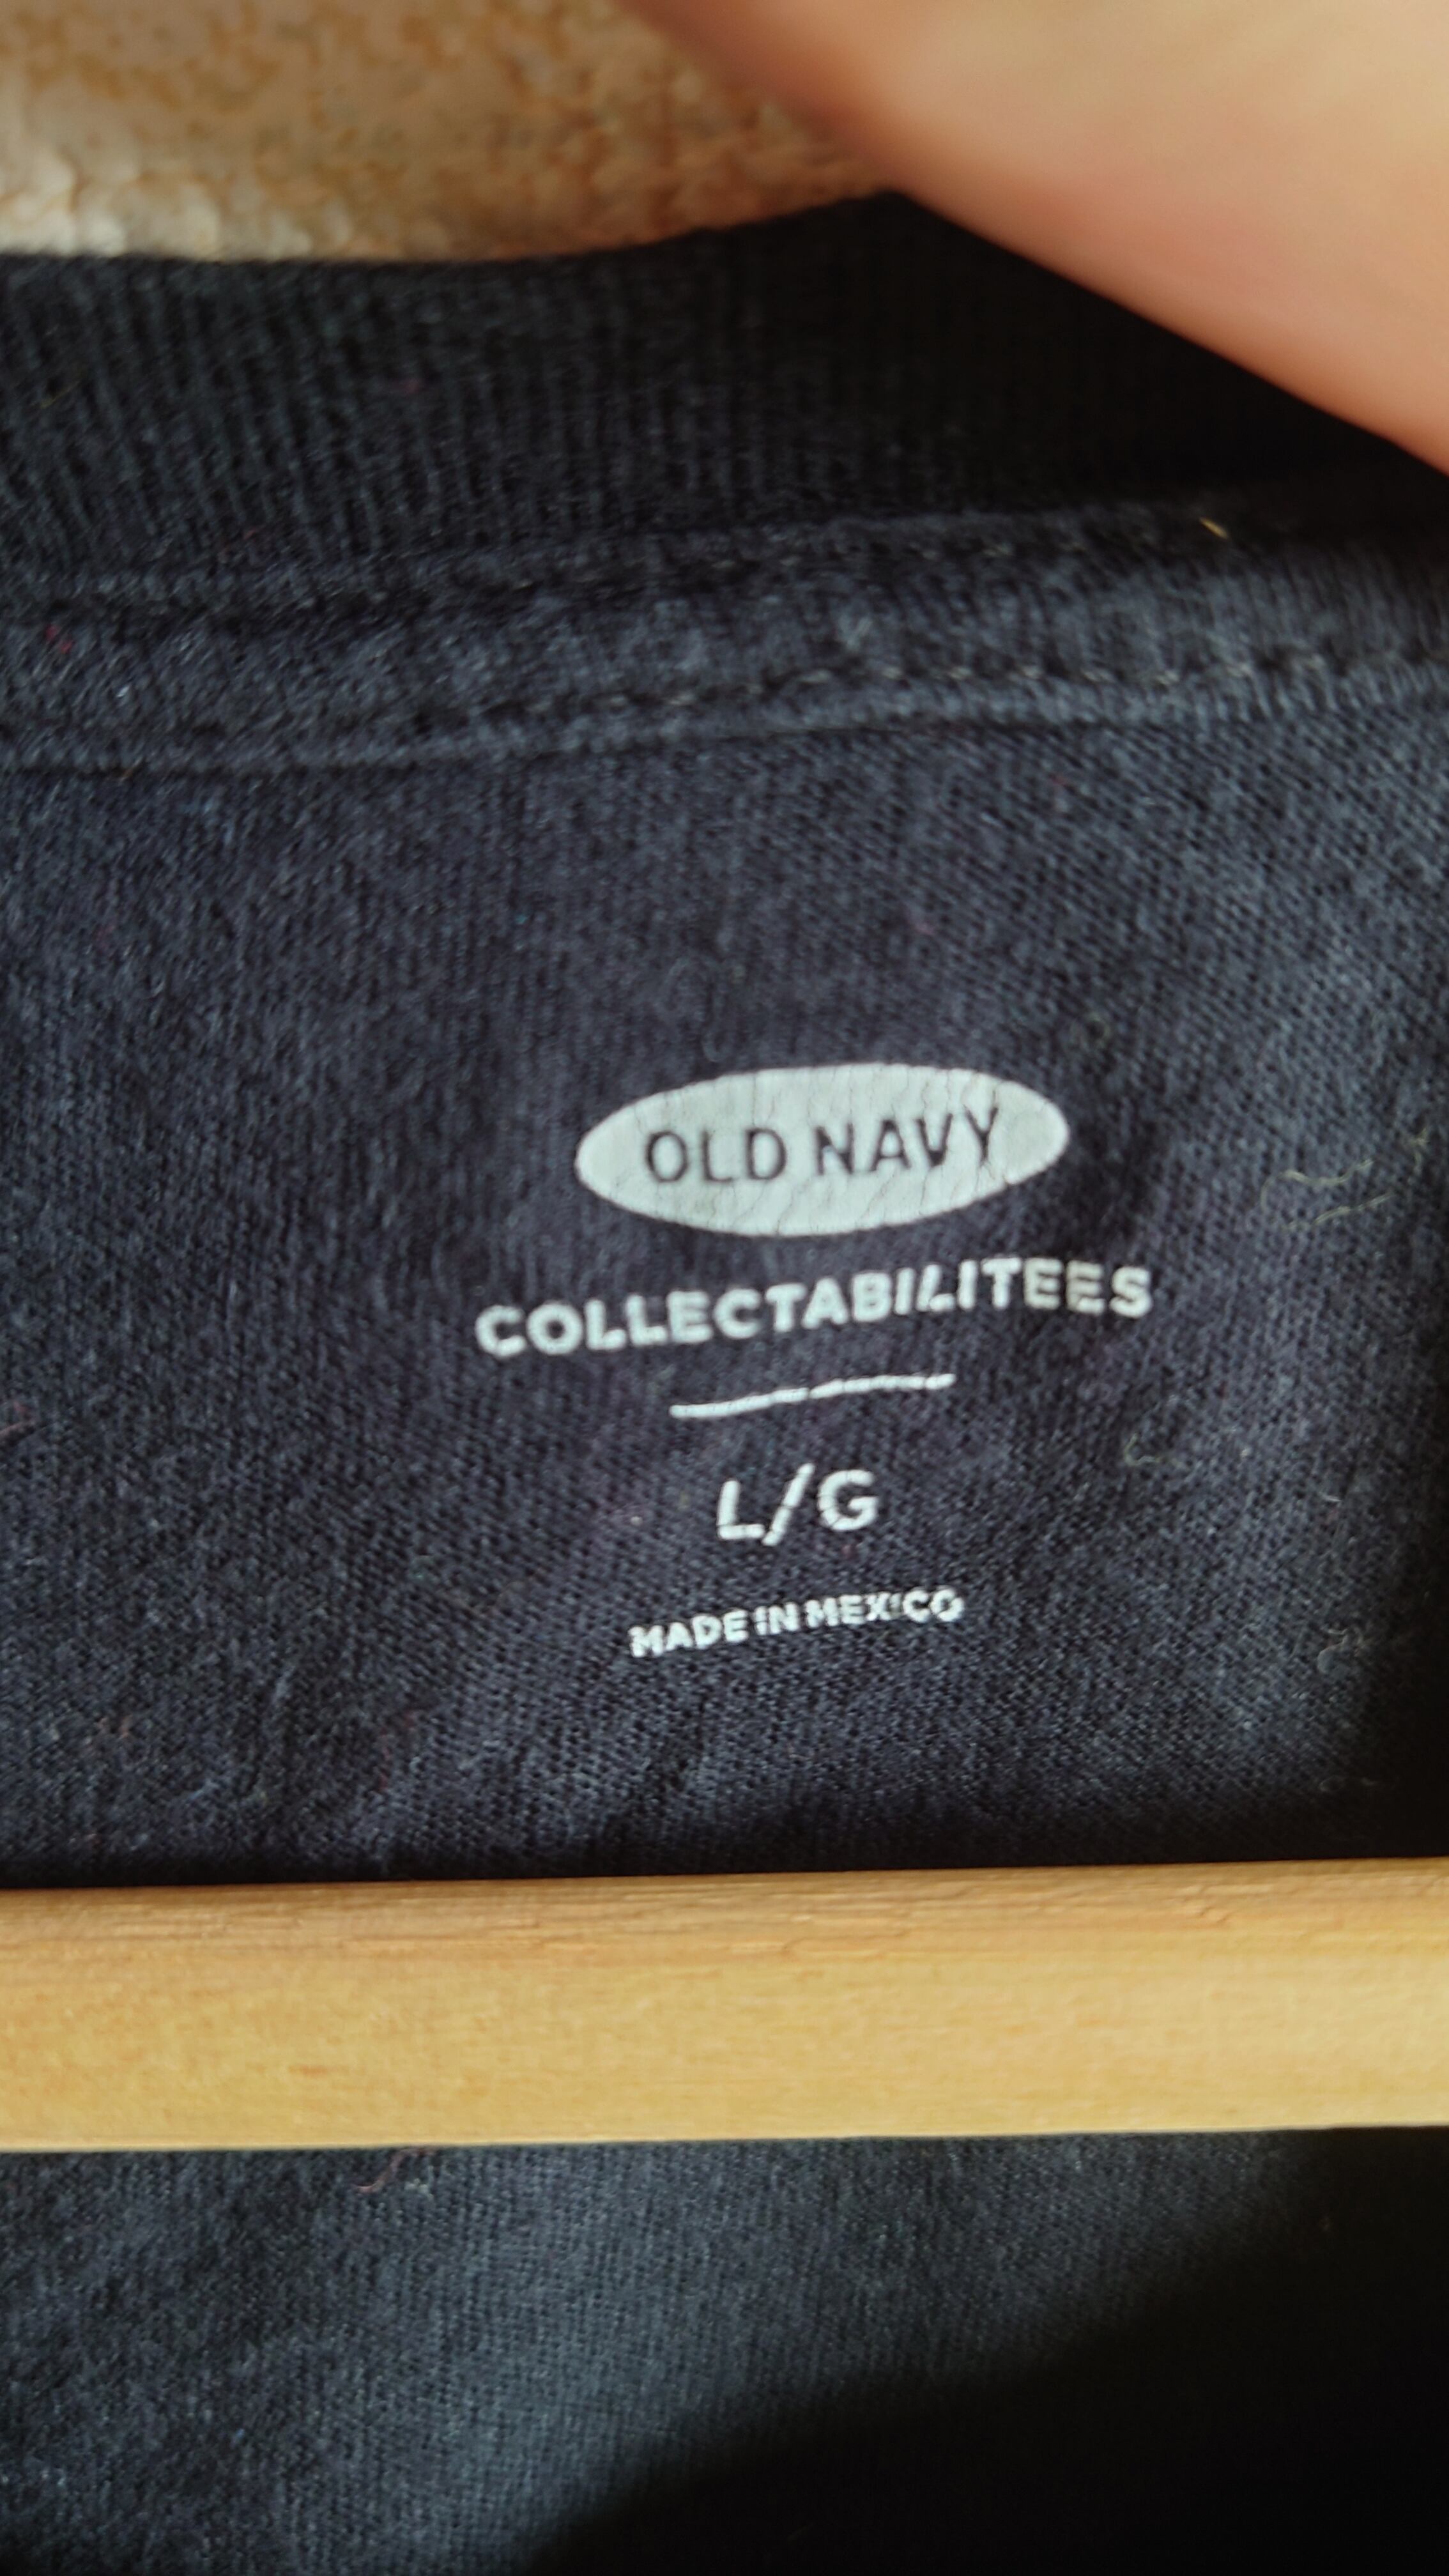 OLD NAVY
COLLECTABILITEES
L/G
MADE IN MEXICO